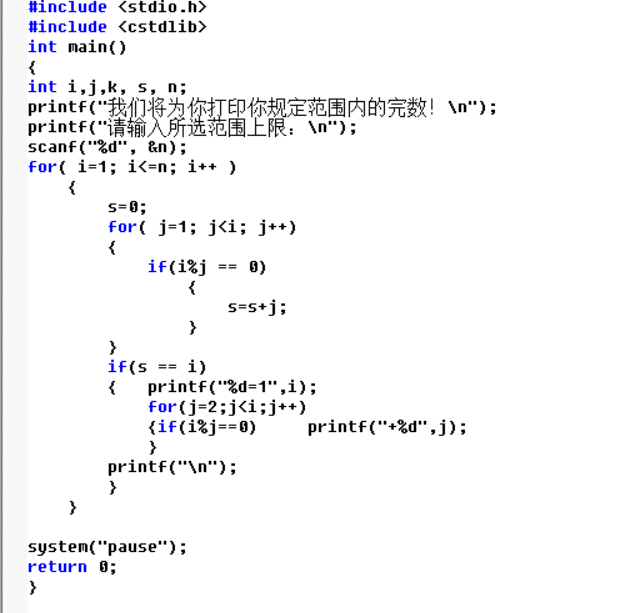 #include <stdio.h>
#include <cstdlib>
int main()
{
int i,j,k, s, n;
printf("我们将为你打印你规定范围内的完数！\n");
printf("请输入所选范围上限：\n");
scanf("%d", &n);
for( i=1; i<=n; i++ )
{
s=0;
for( j=1; j<i; j++)
{
if(i%j == 0)
{
s=s+j;
}
}
if(s == i)
{ printf("%d=1",i);
for(j=2;j<i;j++)
{if(i%j==0) printf("+%d",j);
}
printf("\n");
}
}
system("pause");
return 0;
}